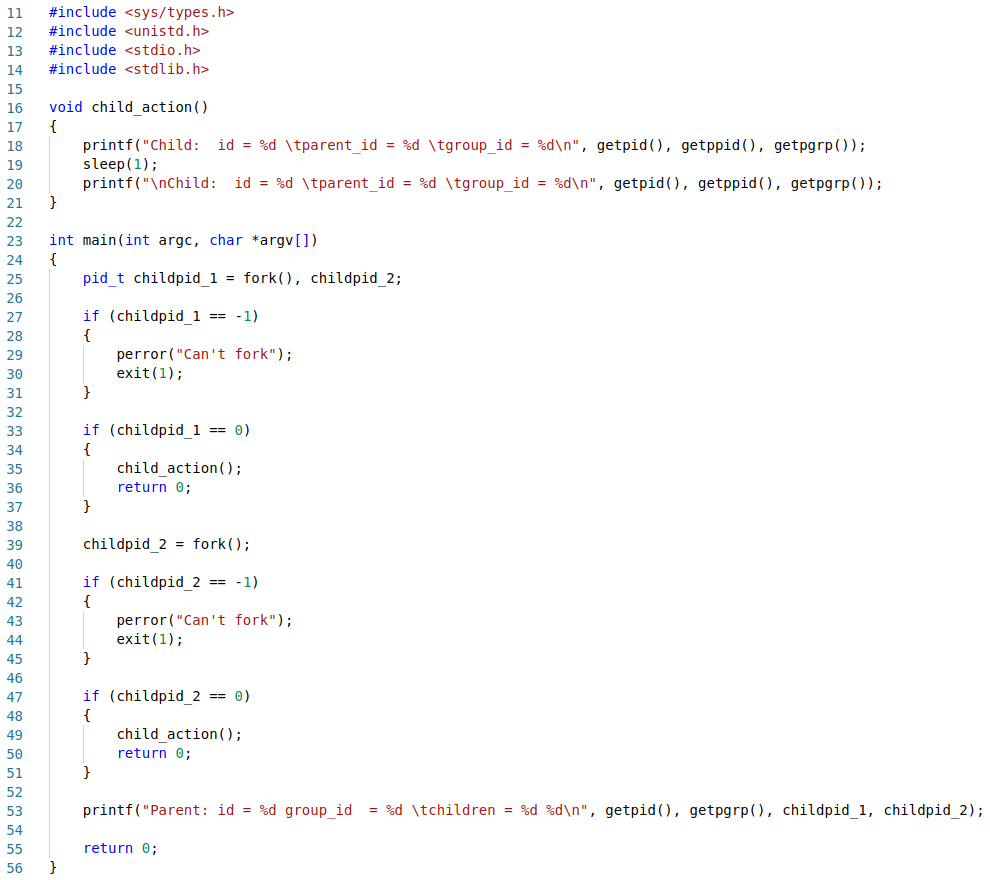 11 #include <sys/types.h>
12 #include <unistd.h>
13 #include <stdio.h>
14 #include <stdlib.h>
15
16 void child_action()
17 {
18     printf("Child:  id = %d \tparent_id = %d \tgroup_id = %d\n", getpid(), getppid(), getpgrp());
19     sleep(1);
20     printf("\nChild:  id = %d \tparent_id = %d \tgroup_id = %d\n", getpid(), getppid(), getpgrp());
21 }
22
23 int main(int argc, char *argv[])
24 {
25     pid_t childpid_1 = fork(), childpid_2;
26
27     if (childpid_1 == -1)
28     {
29         perror("Can't fork");
30         exit(1);
31     }
32
33     if (childpid_1 == 0)
34     {
35         child_action();
36         return 0;
37     }
38
39     childpid_2 = fork();
40
41     if (childpid_2 == -1)
42     {
43         perror("Can't fork");
44         exit(1);
45     }
46
47     if (childpid_2 == 0)
48     {
49         child_action();
50         return 0;
51     }
52
53     printf("Parent: id = %d group_id  = %d \tchildren = %d %d\n", getpid(), getpgrp(), childpid_1, childpid_2);
54
55     return 0;
56 }